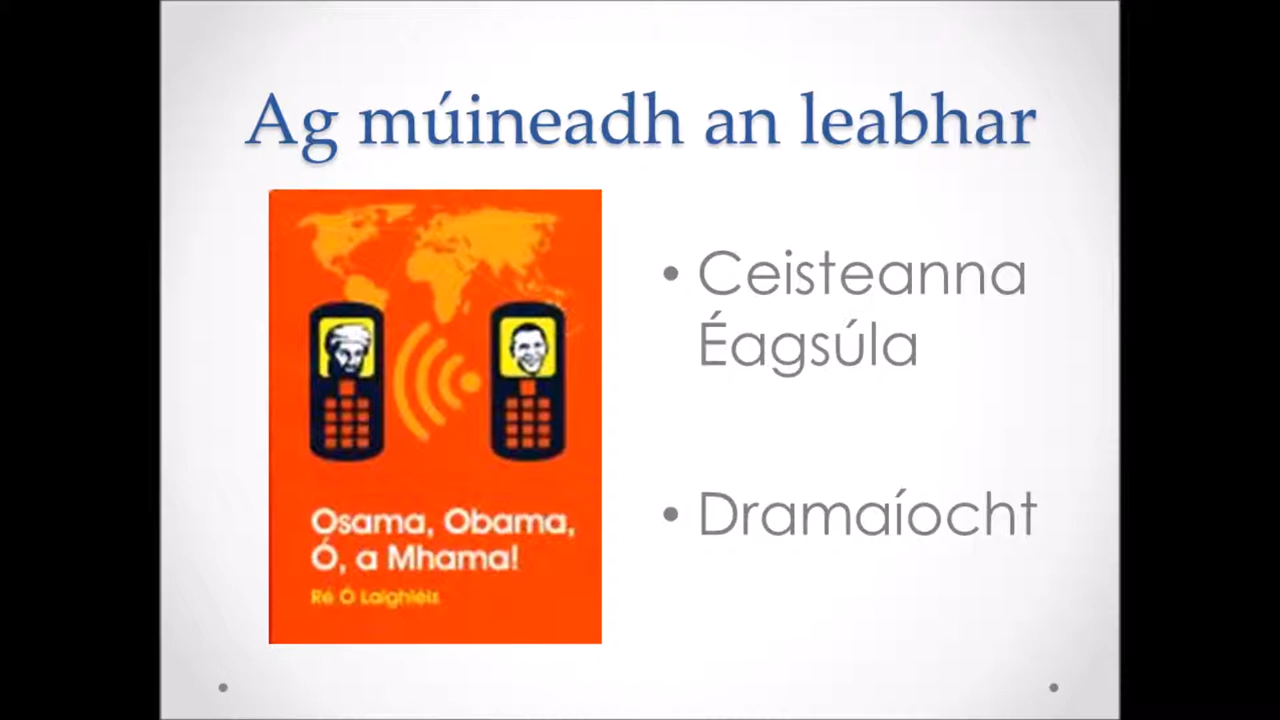 Ag múineadh an leabhar
Osama, Obama,
Ó, a Mhama!
Ré Ó Laighléis
• Ceisteanna
Éagsúla
• Dramaíocht